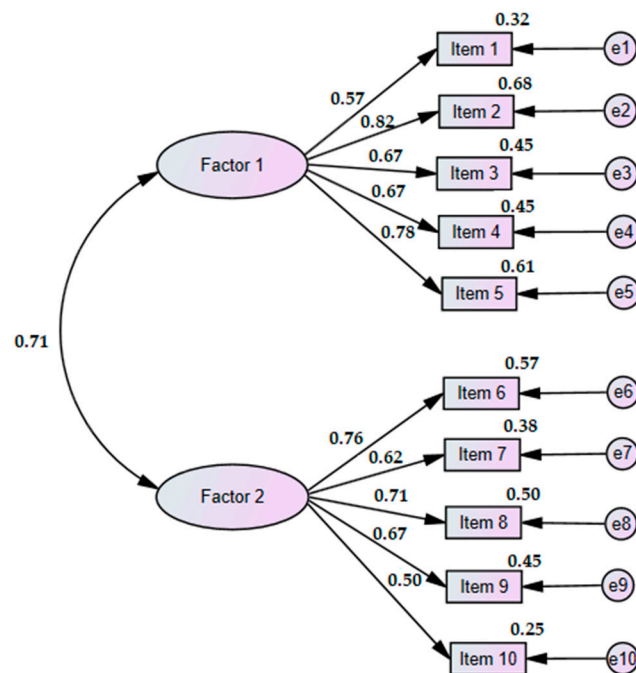 0.32
Item 1
e1
0.57
0.68
Item 2
e2
0.82
0.45
Factor 1
0.67
Item 3
e3
0.67
0.45
Item 4
e4
0.78
0.61
Item 5
e5
0.71
0.57
Item 6
e6
0.76
0.38
0.62
Item 7
e7
Factor 2
0.71
0.50
Item 8
e8
0.67
0.45
0.50
Item 9
e9
0.25
Item 10
e10